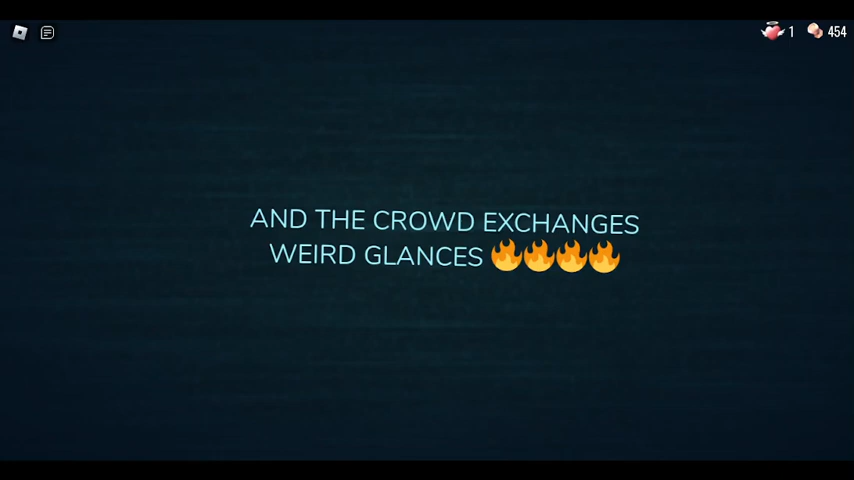 1
454
AND THE CROWD EXCHANGES
WEIRD GLANCES 🔥🔥🔥🔥